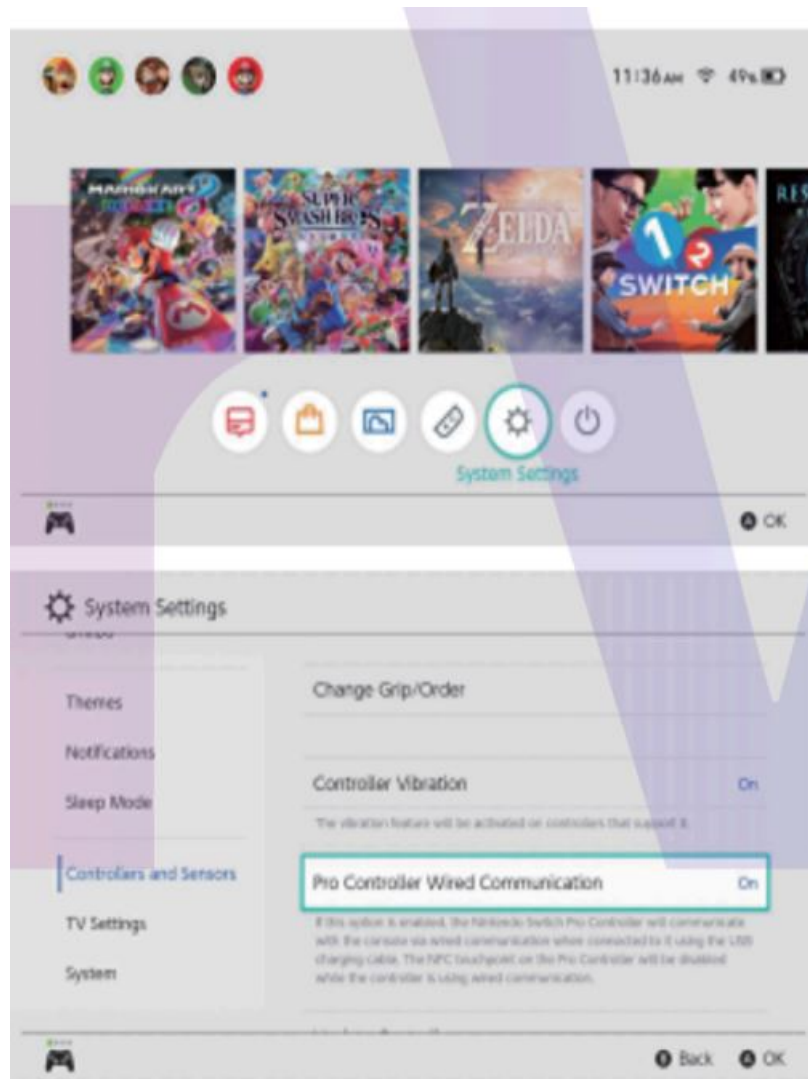 11:36 AM 49%
MARIOKART 8
SUPER
SMASH BROS
ZELDA
1 2
SWITCH
RES
System Settings
OK
System Settings
Themes
Notifications
Sleep Mode
Controllers and Sensors
TV Settings
System
Change Grip/Order
Controller Vibration On
The vibration feature will be activated on controllers that support it.
Pro Controller Wired Communication On
If this option is enabled, the Nintendo Switch Pro Controller will communicate
with the console via wired communication when connected to it using the USB
charging cable. The NFC touchpoint on the Pro Controller will be disabled
while the controller is using wired communication.
B Back A OK